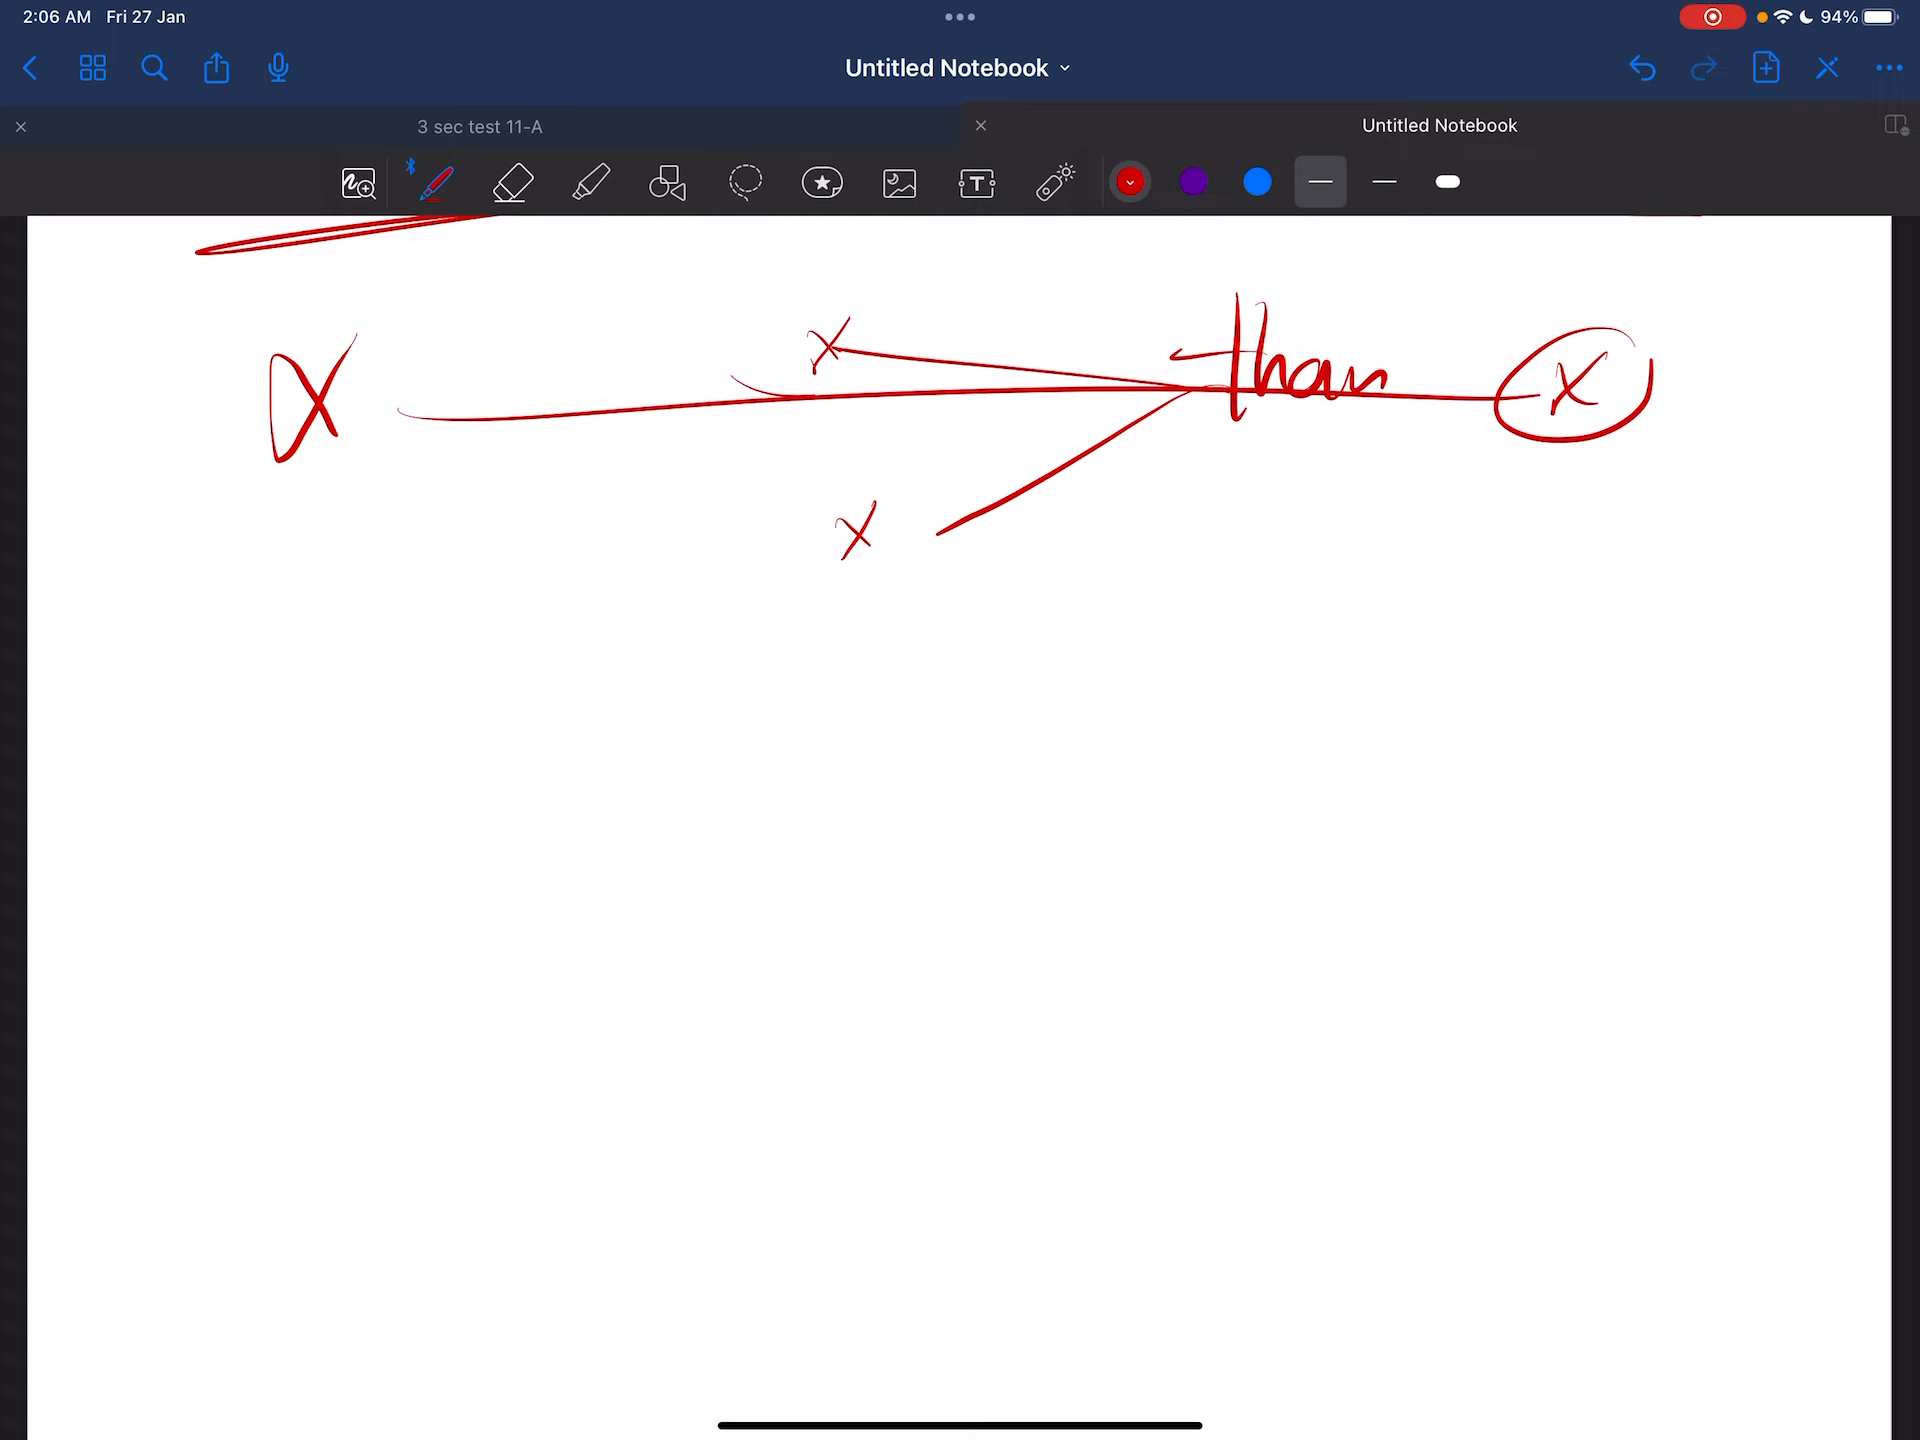 2:06 AM Fri 27 Jan
94%
Untitled Notebook
3 sec test 11-A
Untitled Notebook
T
X
x
than
x
x